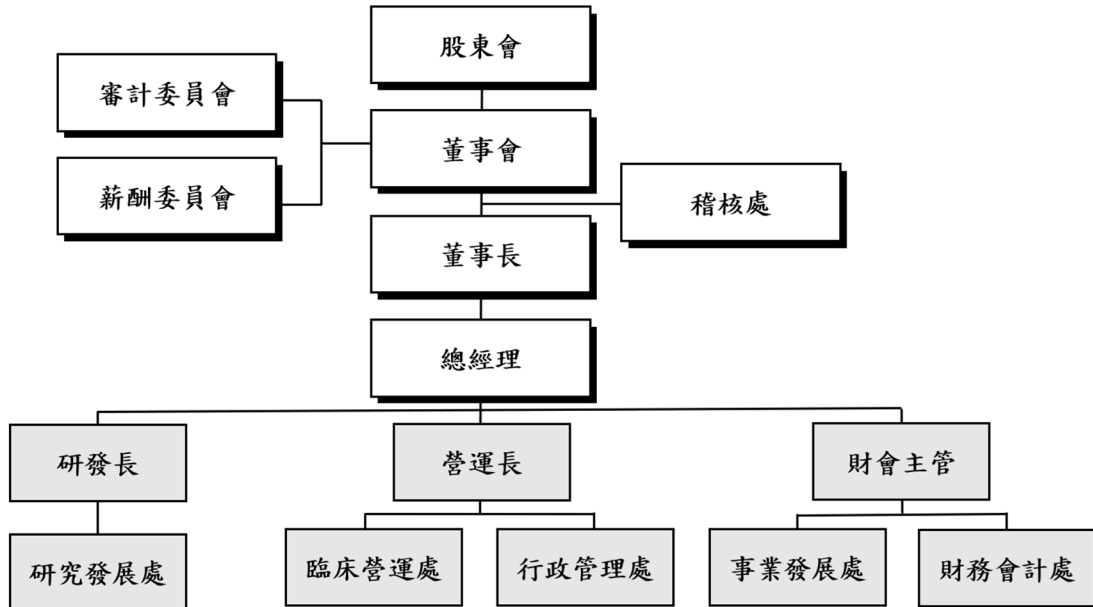 股東會
審計委員會
董事會
薪酬委員會
稽核處
董事長
總經理
研發長
營運長
財會主管
研究發展處
臨床營運處
行政管理處
事業發展處
財務會計處